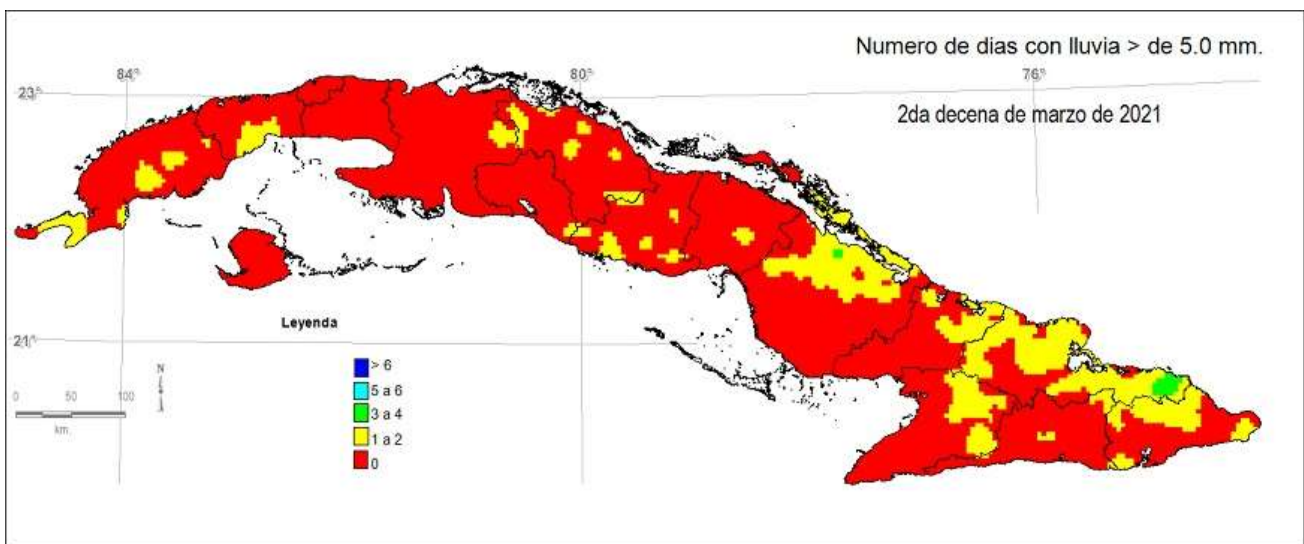 Numero de dias con lluvia > de 5.0 mm.
84°
80°
76°
23°
2da decena de marzo de 2021
Leyenda
21°
> 6
5 a 6
3 a 4
1 a 2
0
N
0 50 100
km.